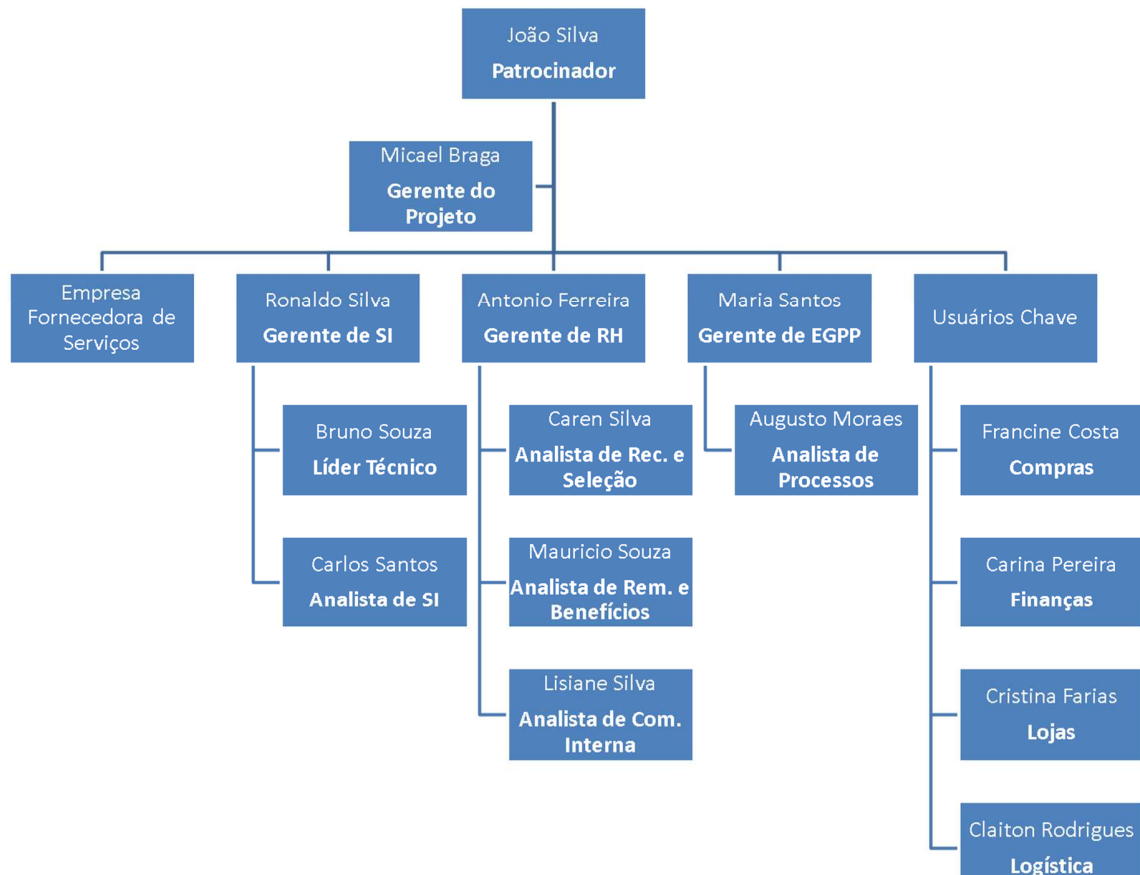 João Silva
Patrocinador
Micael Braga
Gerente do
Projeto
Empresa
Fornecedora de
Serviços
Ronaldo Silva
Gerente de SI
Antonio Ferreira
Gerente de RH
Maria Santos
Gerente de EGPP
Usuários Chave
Bruno Souza
Líder Técnico
Caren Silva
Analista de Rec. e
Seleção
Augusto Moraes
Analista de
Processos
Francine Costa
Compras
Carlos Santos
Analista de SI
Mauricio Souza
Analista de Rem. e
Benefícios
Carina Pereira
Finanças
Lisiane Silva
Analista de Com.
Interna
Cristina Farias
Lojas
Claiton Rodrigues
Logística